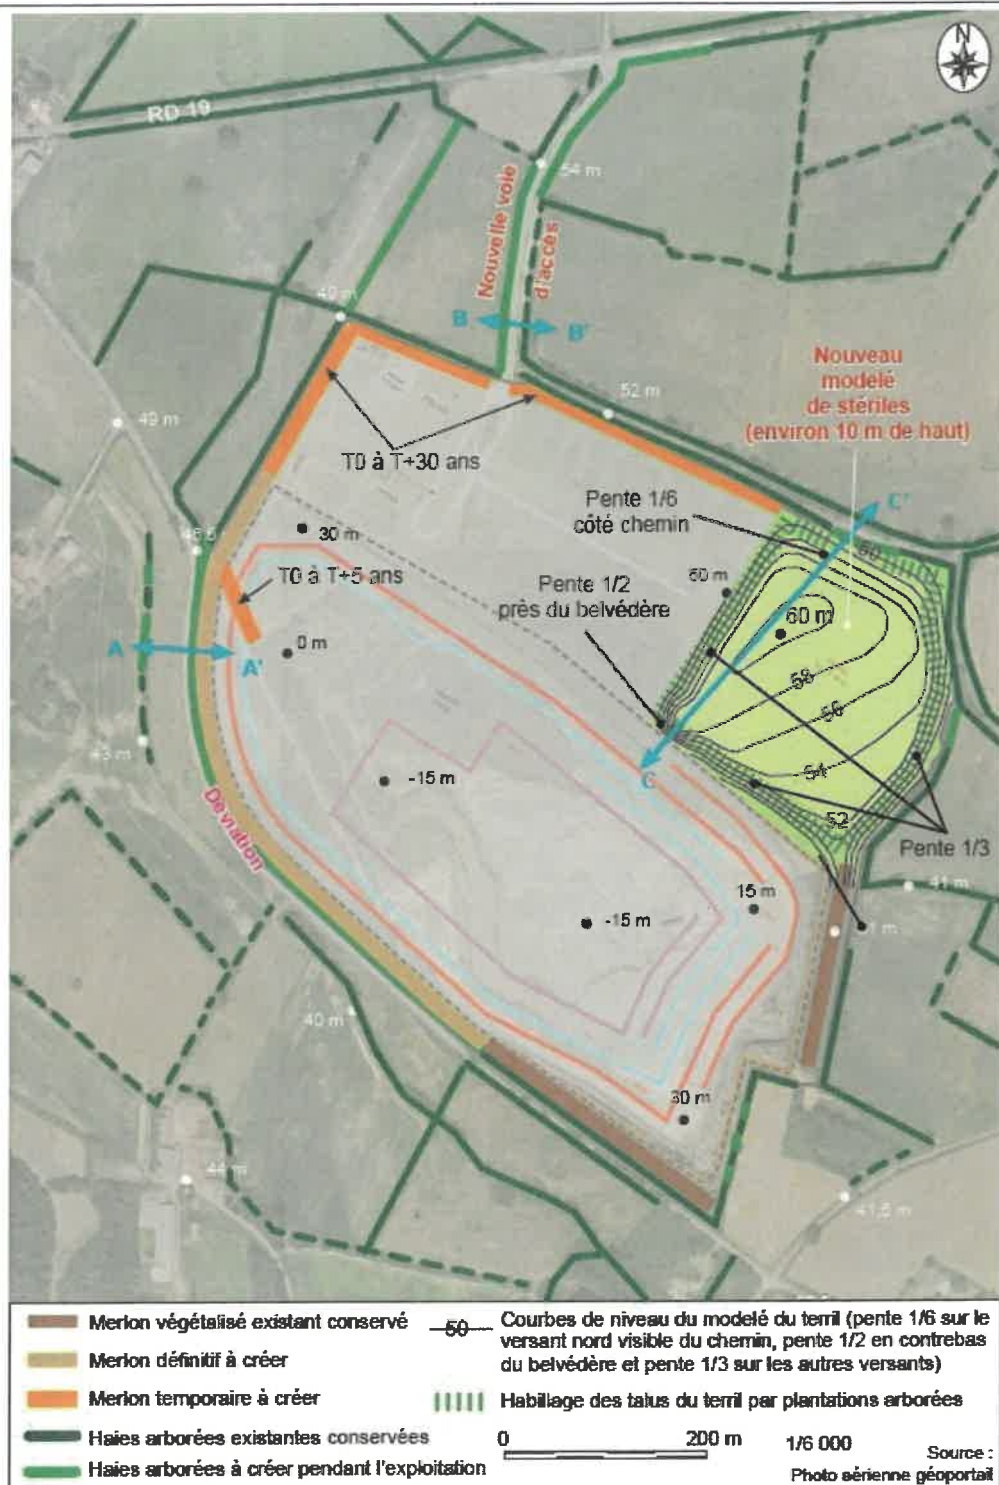 N
RD 19
54 m
Nouvelle voie
d'accès
49 m
B B'
Nouveau
modelé
de stériles
(environ 10 m de haut)
52 m
49 m
T0 à T+30 ans
Pente 1/6
côté chemin
C'
30 m
T0 à T+5 ans
60 m
Pente 1/2
près du belvédère
60 m
0 m
A A'
58
56
43 m
-15 m
C
54
52
Déviation
Pente 1/3
41 m
15 m
-15 m
1 m
40 m
30 m
44 m
41,5 m
Merlon végétalisé existant conservé
Merlon définitif à créer
Merlon temporaire à créer
Haies arborées existantes conservées
Haies arborées à créer pendant l'exploitation
50 Courbes de niveau du modelé du terril (pente 1/6 sur le
versant nord visible du chemin, pente 1/2 en contrebas
du belvédère et pente 1/3 sur les autres versants)
Habillage des talus du terril par plantations arborées
0 200 m
1/6 000
Source :
Photo aérienne géoportail